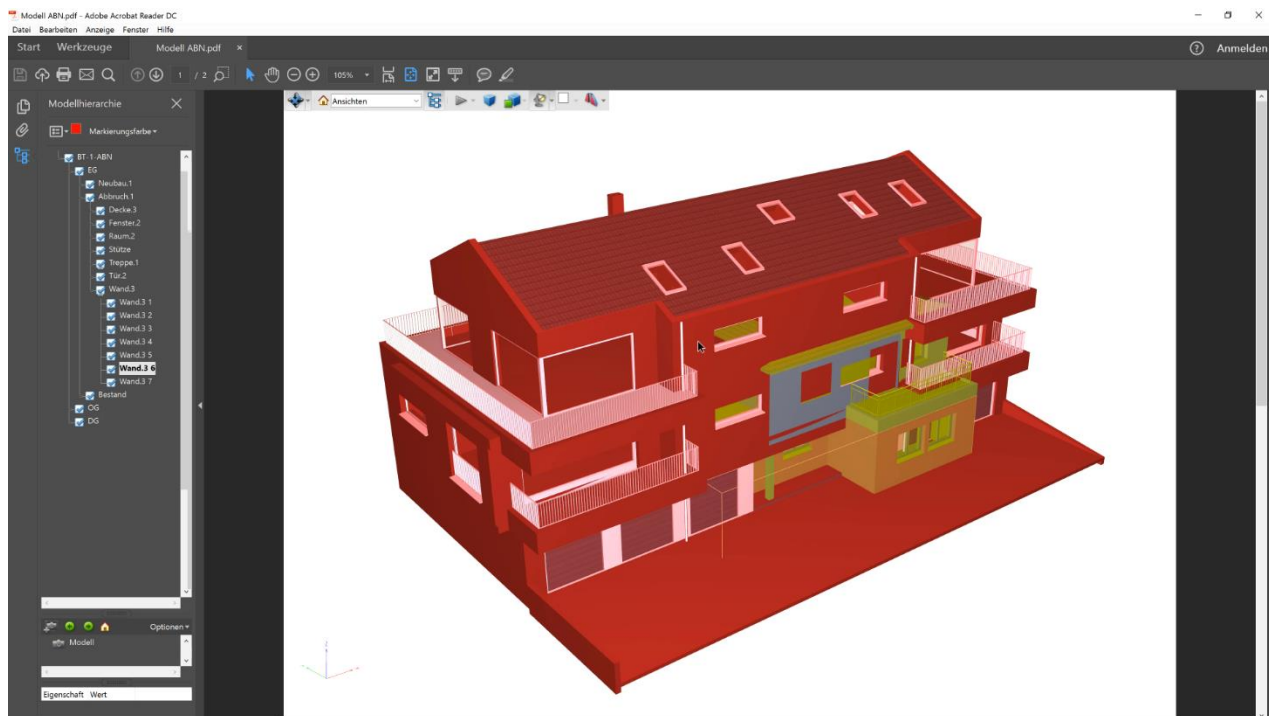 Modell ABN.pdf - Adobe Acrobat Reader DC
Datei Bearbeiten Anzeige Fenster Hilfe
Start Werkzeuge Modell ABN.pdf × ? Anmelden
1 / 2 105%
Modellhierarchie
Ansichten
Markierungsfarbe
BT-1-ABN
EG
Neubau.1
Abbruch.1
Decke.3
Fenster.2
Raum.2
Stütze
Treppe.1
Tür.2
Wand.3
Wand.3 1
Wand.3 2
Wand.3 3
Wand.3 4
Wand.3 5
Wand.3 6
Wand.3 7
Bestand
OG
DG
Optionen
Modell
Eigenschaft Wert